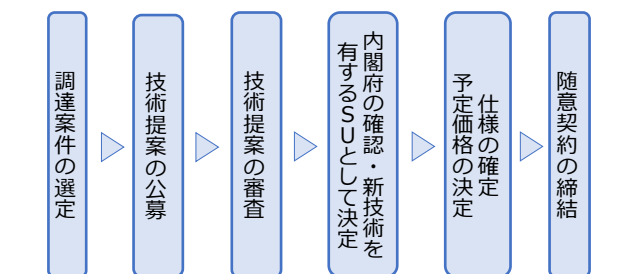 調達案件の選定
技術提案の公募
技術提案の審査
内閣府の確認・新技術を
有するSUとして決定
仕様の確定
予定価格の決定
随意契約の締結